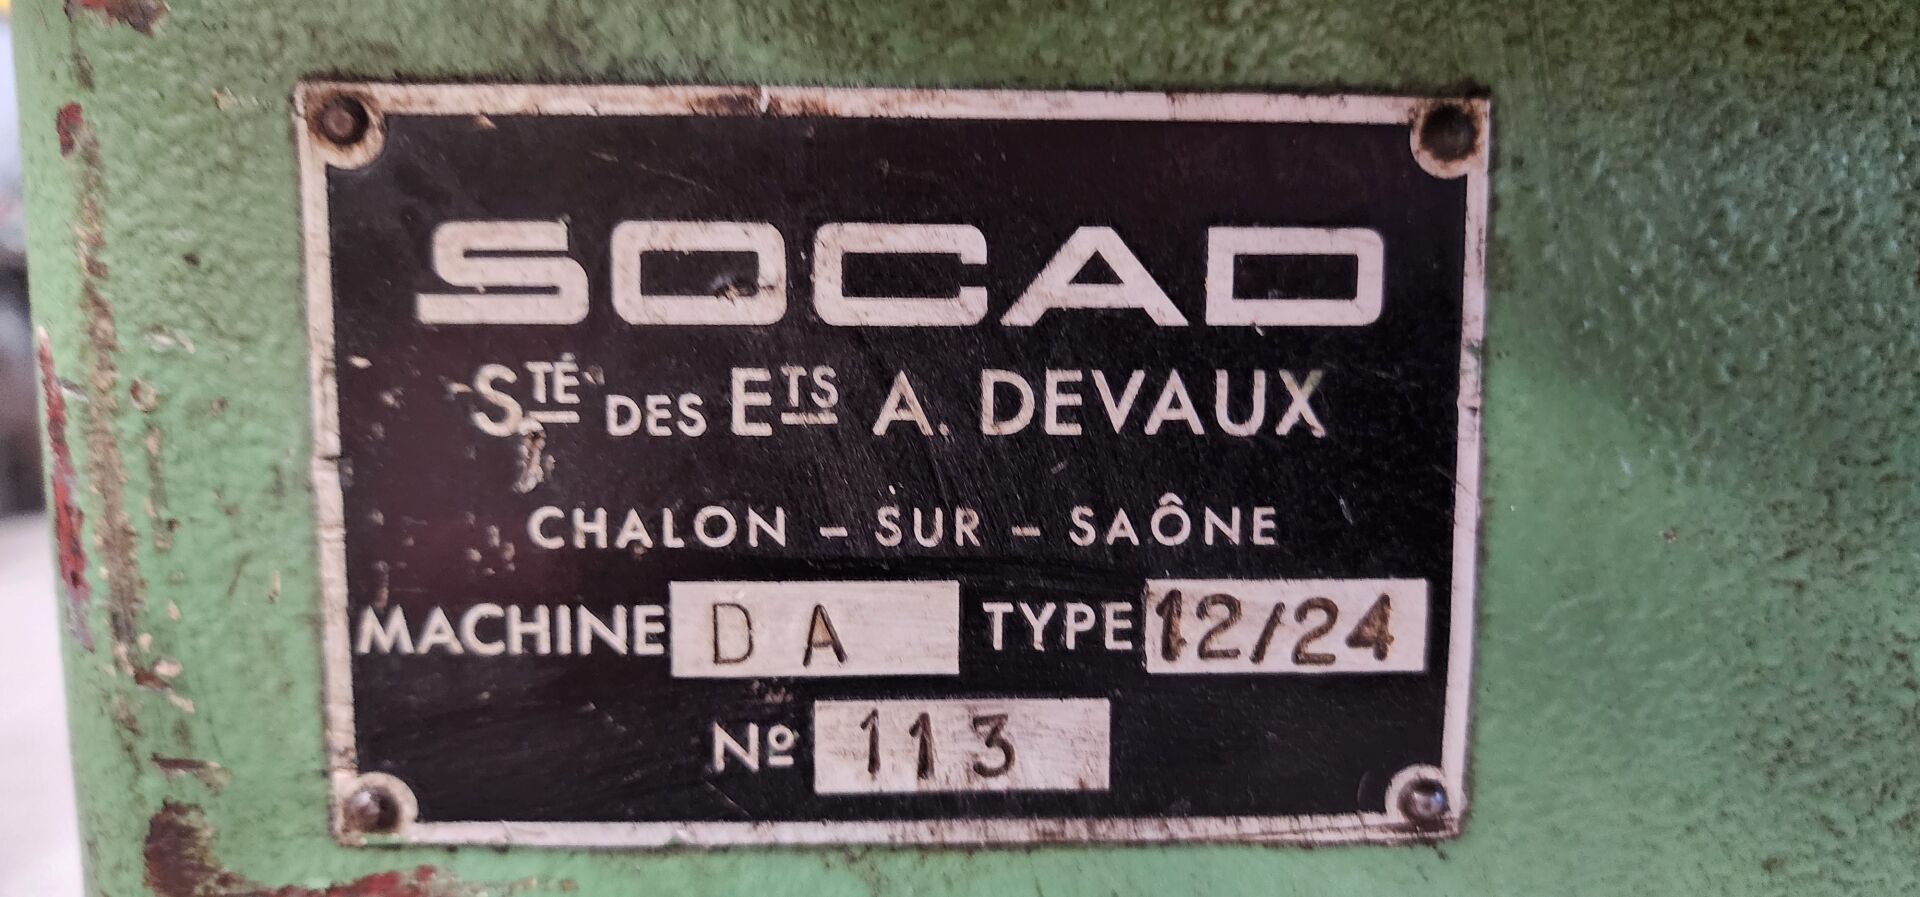 SOCAD
STÉ DES ETS A. DEVAUX
CHALON - SUR - SAÔNE
MACHINE DA TYPE 12/24
Nº 113